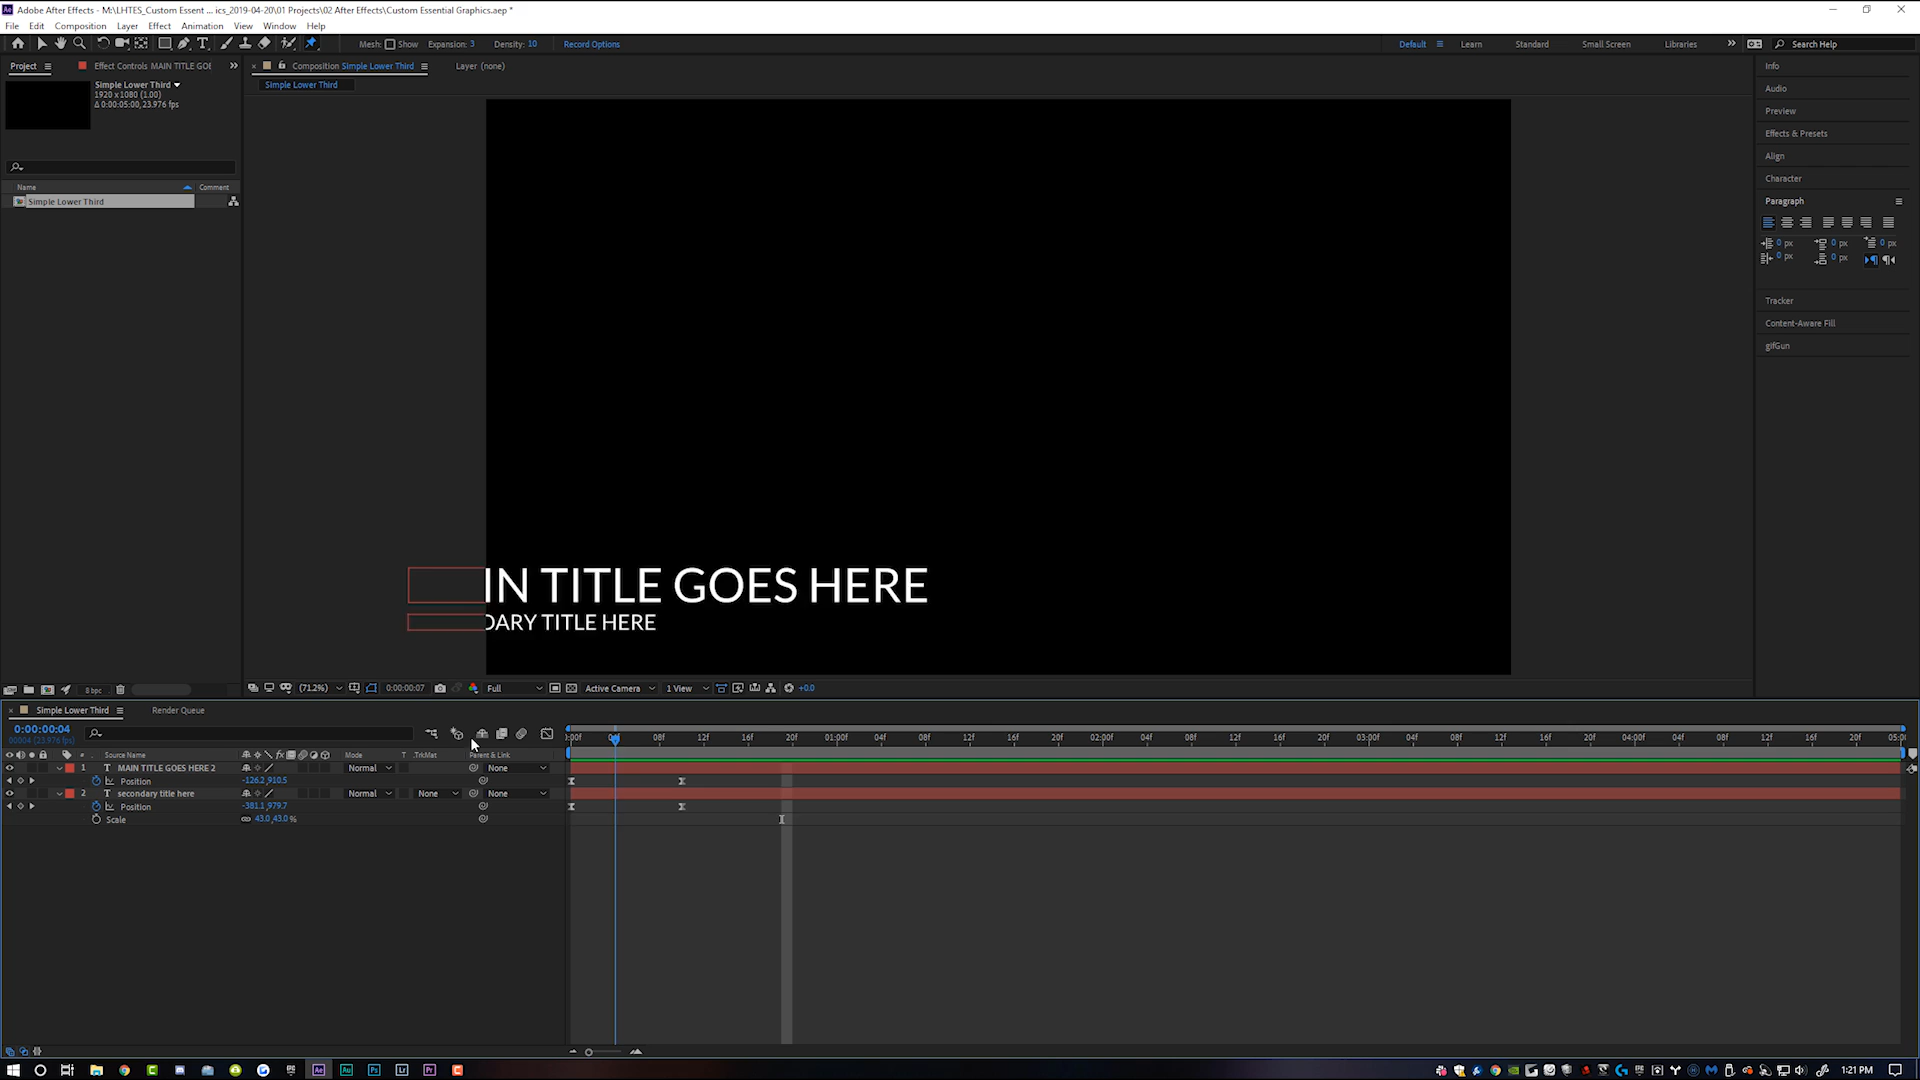 Adobe After Effects - M:\LHTES_Custom Essent ... ics_2019-04-20\01 Projects\02 After Effects\Custom Essential Graphics.aep *
File Edit Composition Layer Effect Animation View Window Help
Mesh: Show Expansion: 3 Density: 10 Record Options Default Learn Standard Small Screen Libraries Search Help
Project Effect Controls MAIN TITLE GOE Composition Simple Lower Third Layer (none)
Simple Lower Third
1920 x 1080 (1.00)
Δ 0:00:05:00, 23.976 fps
Simple Lower Third
Name Comment
Simple Lower Third
Info
Audio
Preview
Effects & Presets
Align
Character
Paragraph
0 px 0 px 0 px
0 px 0 px
Tracker
Content-Aware Fill
gifGun
IN TITLE GOES HERE
DARY TITLE HERE
8 bpc (71.2%) 0:00:00:07 Full Active Camera 1 View +0.0
Simple Lower Third Render Queue
0:00:00:04
00004 (23.976 fps)
:00f 04f 08f 12f 16f 20f 01:00f 04f 08f 12f 16f 20f 02:00f 04f 08f 12f 16f 20f 03:00f 04f 08f 12f 16f 20f 04:00f 04f 08f 12f 16f 20f 05:00
# Source Name Mode T .TrkMat Parent & Link
1 T MAIN TITLE GOES HERE 2 Normal None
Position -126.2,910.5
2 T secondary title here Normal None None
Position -381.1,979.7
Scale 43.0,43.0%
1:21 PM